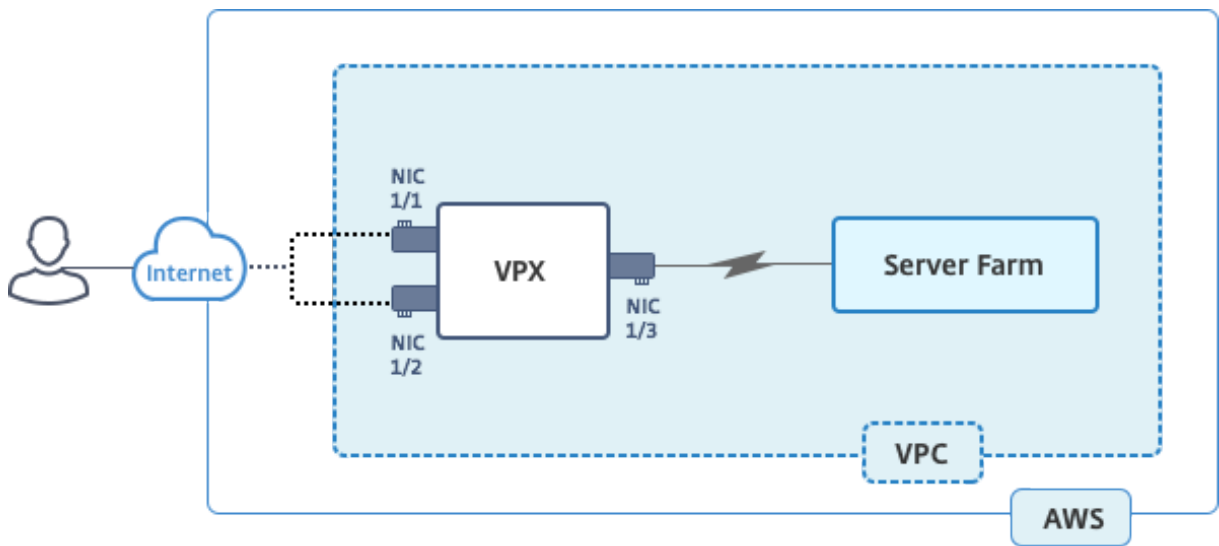 NIC
1/1
Internet
VPX
Server Farm
NIC
1/3
NIC
1/2
VPC
AWS